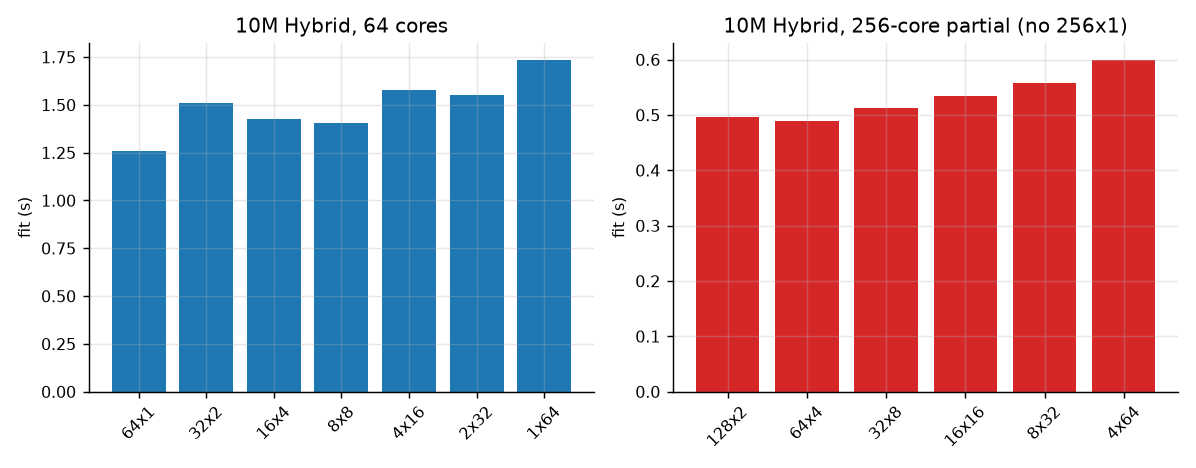 10M Hybrid, 64 cores
fit (s)
1.75
1.50
1.25
1.00
0.75
0.50
0.25
0.00
64x1
32x2
16x4
8x8
4x16
2x32
1x64
10M Hybrid, 256-core partial (no 256x1)
fit (s)
0.6
0.5
0.4
0.3
0.2
0.1
0.0
128x2
64x4
32x8
16x16
8x32
4x64